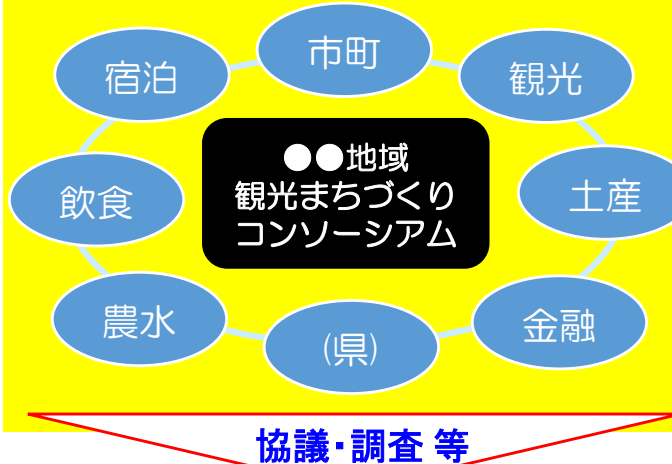 市町
宿泊
観光
●●地域
観光まちづくり
コンソーシアム
飲食
土産
農水
金融
(県)
協議・調査 等